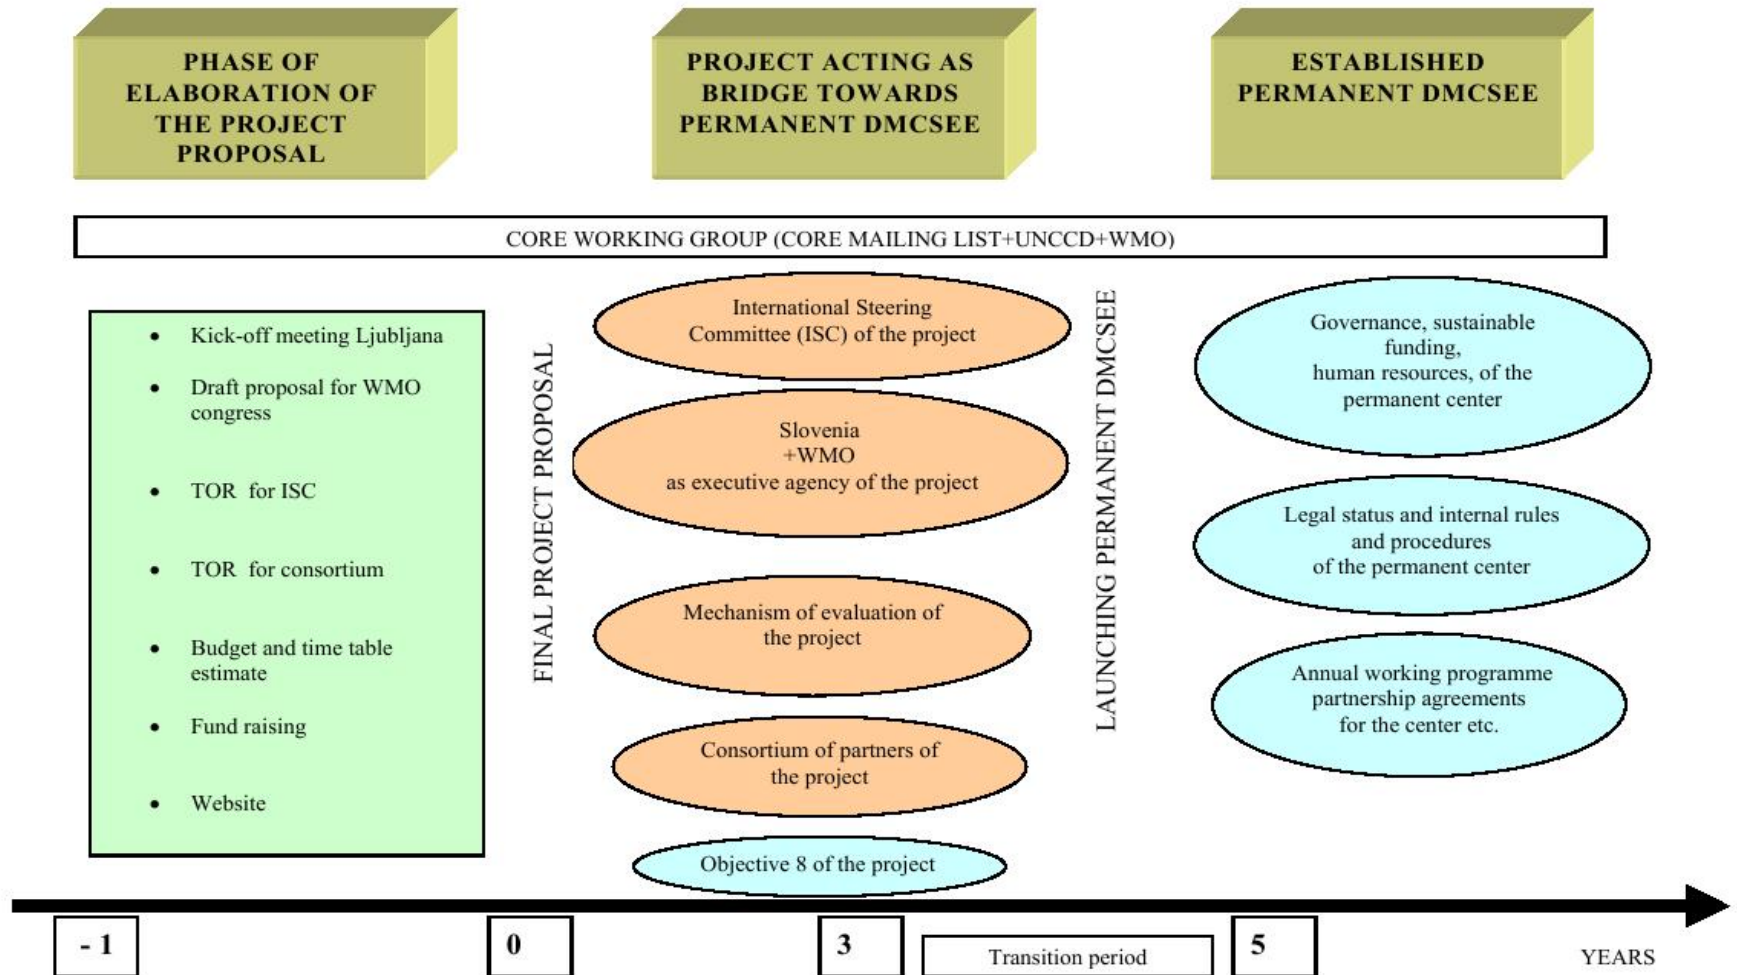 PHASE OF
ELABORATION OF
THE PROJECT
PROPOSAL
PROJECT ACTING AS
BRIDGE TOWARDS
PERMANENT DMCSEE
ESTABLISHED
PERMANENT DMCSEE
CORE WORKING GROUP (CORE MAILING LIST+UNCCD+WMO)
• Kick-off meeting Ljubljana
• Draft proposal for WMO
congress
• TOR for ISC
• TOR for consortium
• Budget and time table
estimate
• Fund raising
• Website
FINAL PROJECT PROPOSAL
International Steering
Committee (ISC) of the project
Slovenia
+WMO
as executive agency of the project
Mechanism of evaluation of
the project
Consortium of partners of
the project
Objective 8 of the project
LAUNCHING PERMANENT DMCSEE
Governance, sustainable
funding,
human resources, of the
permanent center
Legal status and internal rules
and procedures
of the permanent center
Annual working programme
partnership agreements
for the center etc.
- 1
0
3
Transition period
5
YEARS